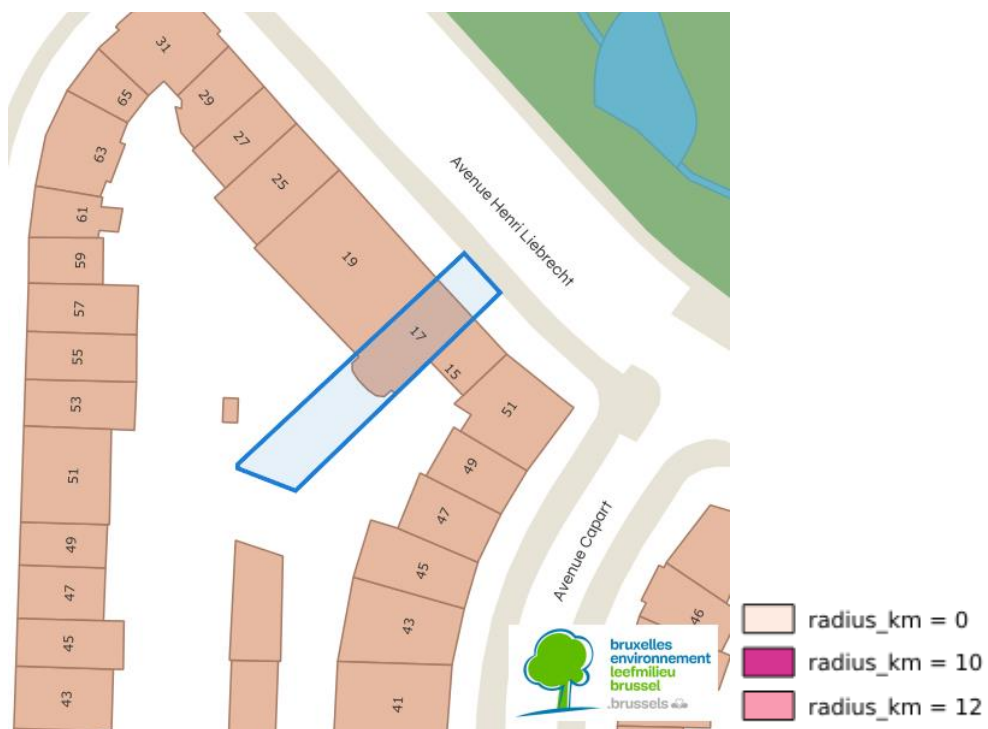 31
29
65
27
63
25
61
59
19
57
17
55
15
53
51
51
49
49
47
47
45
45
43
43
41
46
Avenue Henri Liebrecht
Avenue Capart
bruxelles
environnement
leefmilieu
brussel
.brussels
radius_km = 0
radius_km = 10
radius_km = 12